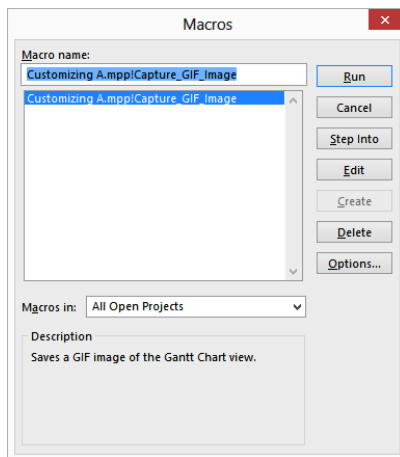 Macros
Macro name:
Customizing A.mpp!Capture_GIF_Image
Customizing A.mpp!Capture_GIF_Image
Run
Cancel
Step Into
Edit
Create
Delete
Options...
Macros in: All Open Projects
Description
Saves a GIF image of the Gantt Chart view.